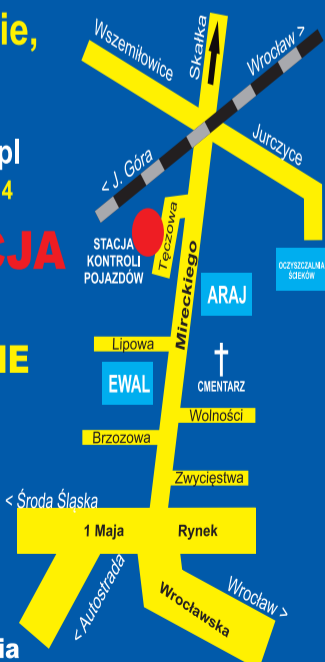 ie,
Wszemiłowice
Skałka
Wrocław >
pl
4
< J. Góra
Jurczyce
CJA
STACJA
KONTROLI
POJAZDÓW
Tęczowa
Mireckiego
OCZYSZCZALNIA
ŚCIEKÓW
ARAJ
Lipowa
IE
EWAL
CMENTARZ
Wolności
Brzozowa
Zwycięstwa
< Środa Śląska
1 Maja
Rynek
< Autostrada
Wrocławska
Wrocław >
ia